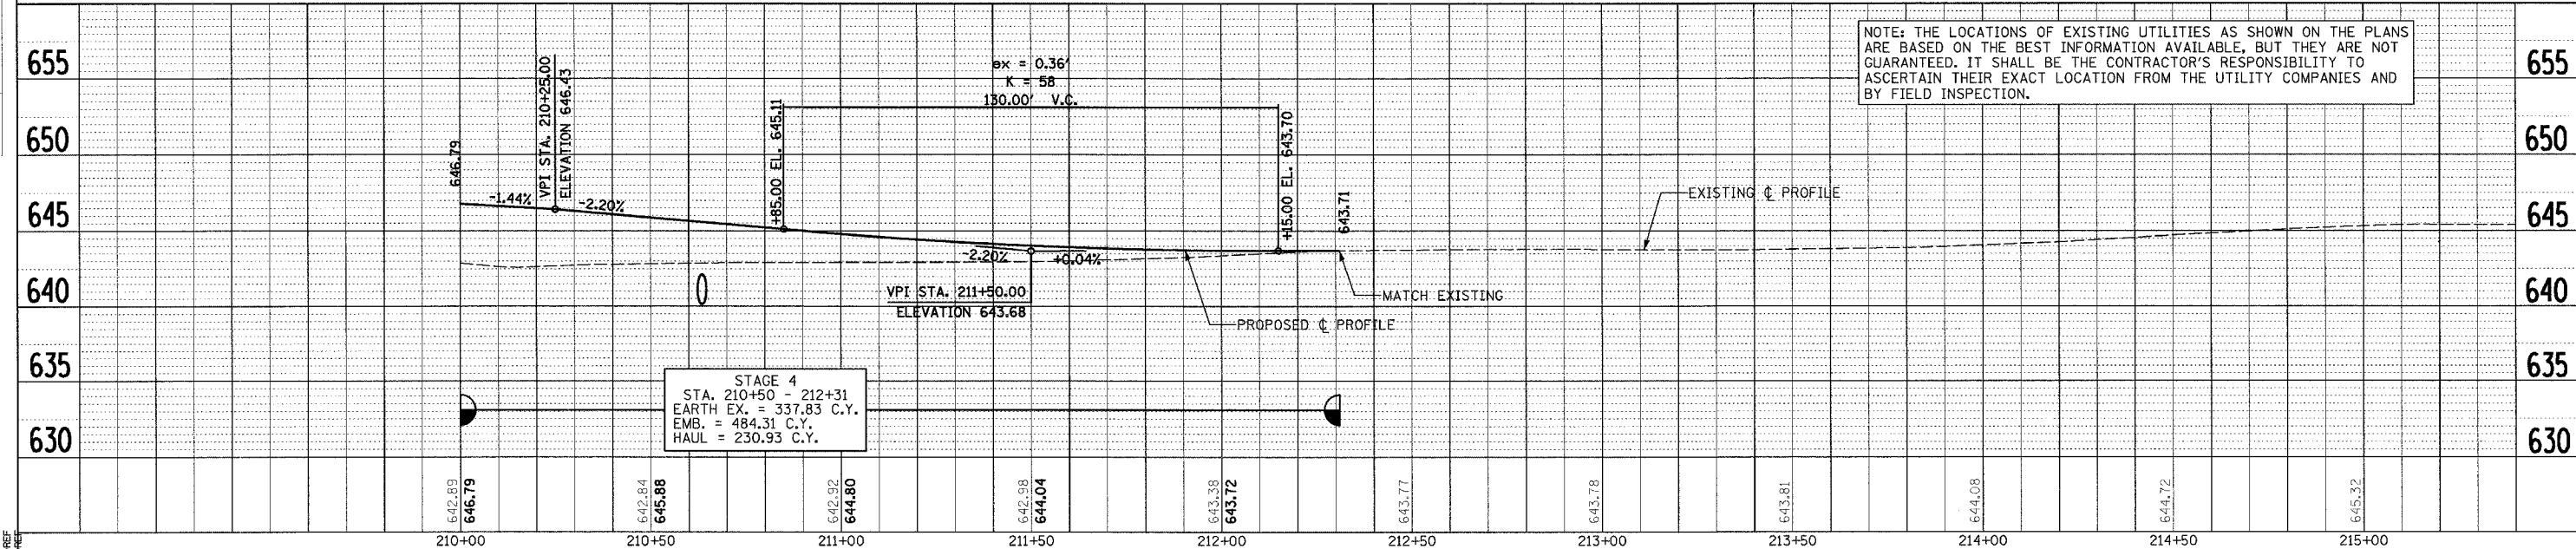 NOTE: THE LOCATIONS OF EXISTING UTILITIES AS SHOWN ON THE PLANS
ARE BASED ON THE BEST INFORMATION AVAILABLE, BUT THEY ARE NOT
GUARANTEED. IT SHALL BE THE CONTRACTOR'S RESPONSIBILITY TO
ASCERTAIN THEIR EXACT LOCATION FROM THE UTILITY COMPANIES AND
BY FIELD INSPECTION.
655
655
650
650
645
645
640
640
635
635
630
630
ex = 0.36'
K = 58
130.00' V.C.
646.79
VPI STA. 210+25.00
ELEVATION 646.43
+85.00 EL. 645.11
+15.00 EL. 643.70
643.71
-1.44%
-2.20%
-2.20%
+0.04%
VPI STA. 211+50.00
ELEVATION 643.68
EXISTING ℄ PROFILE
MATCH EXISTING
PROPOSED ℄ PROFILE
STAGE 4
STA. 210+50 - 212+31
EARTH EX. = 337.83 C.Y.
EMB. = 484.31 C.Y.
HAUL = 230.93 C.Y.
642.89
646.79
642.84
645.88
642.92
644.80
642.98
644.04
643.38
643.72
643.77
643.78
643.81
644.08
644.72
645.32
210+00
210+50
211+00
211+50
212+00
212+50
213+00
213+50
214+00
214+50
215+00
REF
REF